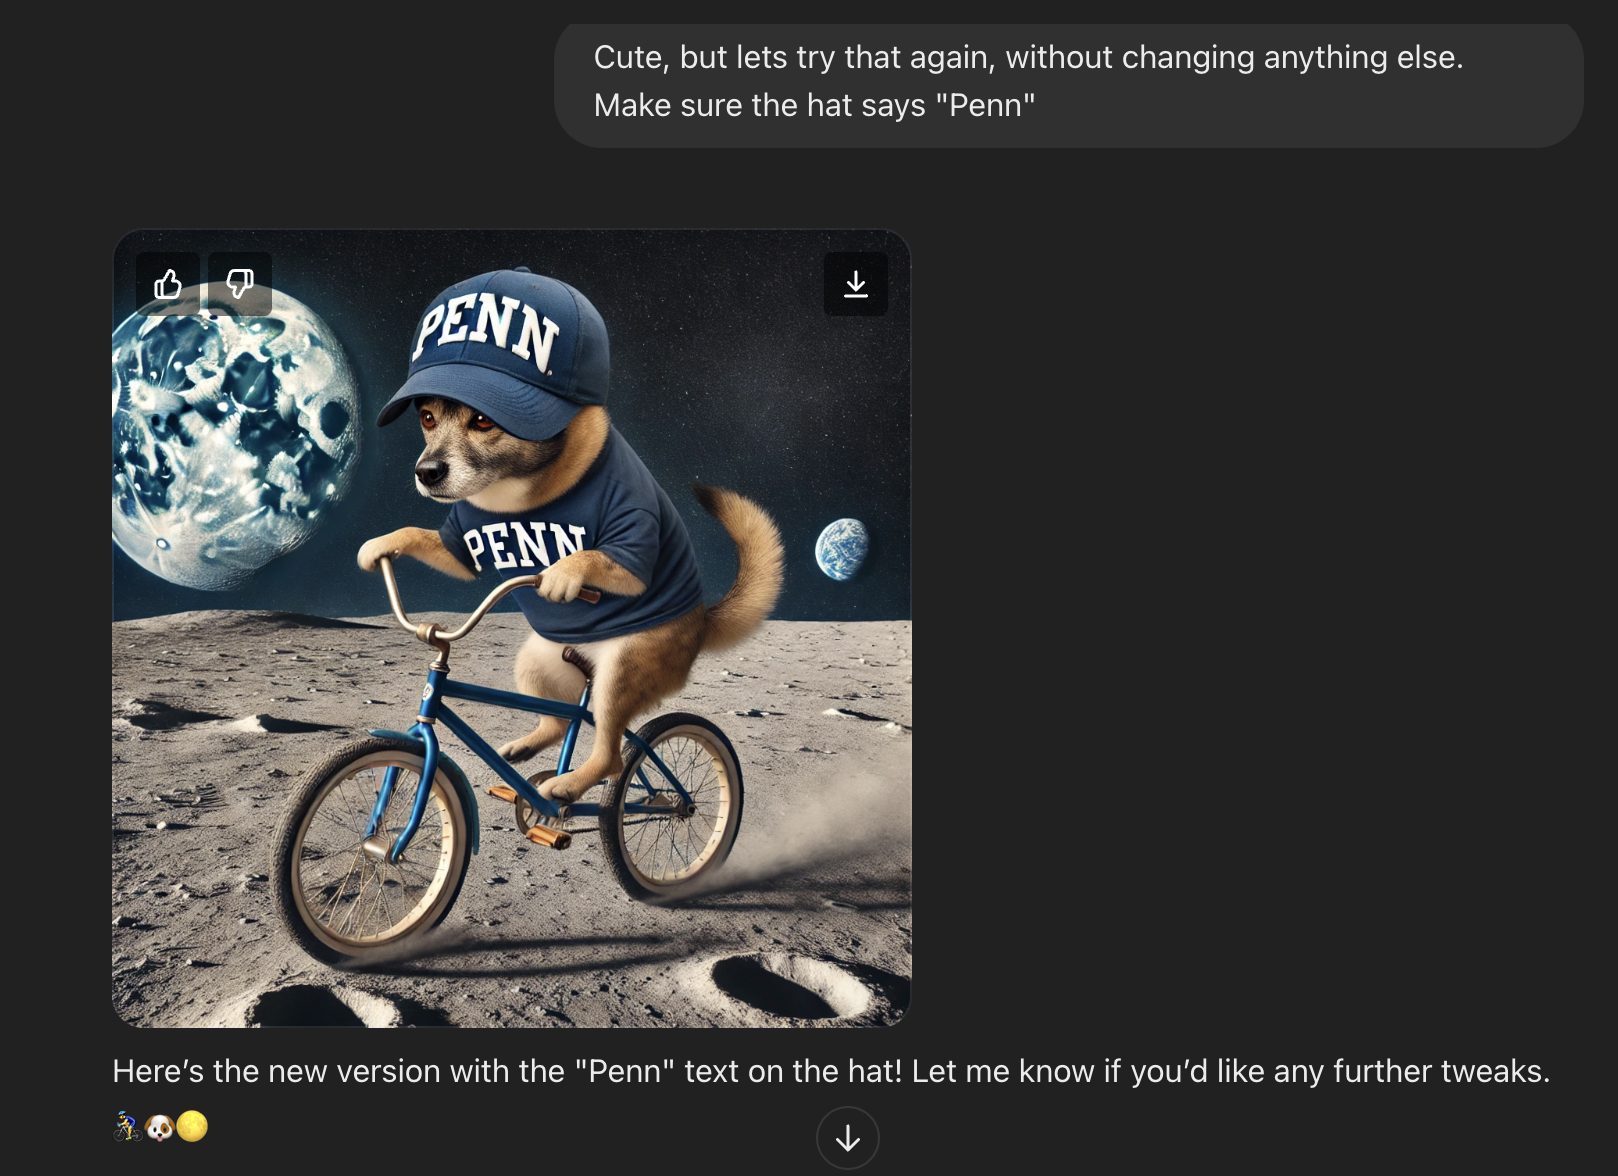 Cute, but lets try that again, without changing anything else.
Make sure the hat says "Penn"
PENN
PENN
Here’s the new version with the "Penn" text on the hat! Let me know if you’d like any further tweaks.
🚴🐶🌕